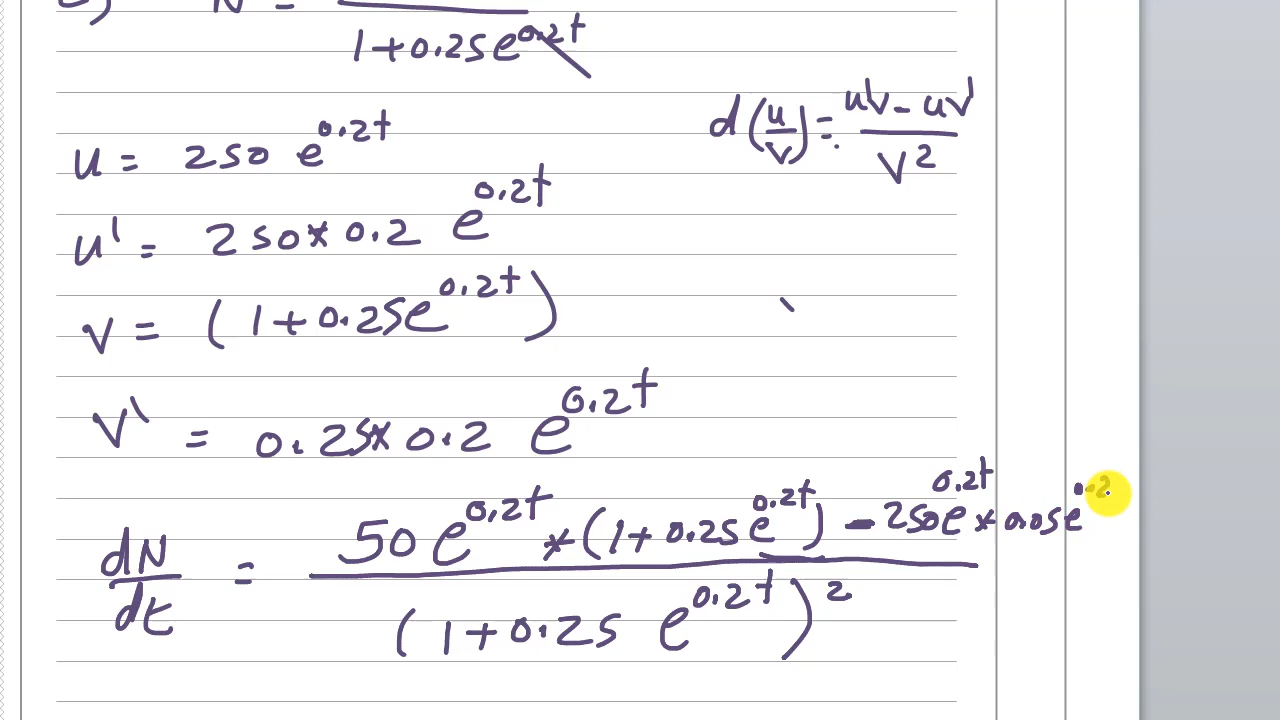 N =
1+0.25e^0.2t
d(u/v) = u'v - uv' / v^2
u = 250 e^0.2t
u' = 250*0.2 e^0.2t
v = (1+0.25e^0.2t)
v' = 0.25*0.2 e^0.2t
dN/dt = 50e^0.2t *(1+0.25e^0.2t) - 250e^0.2t * 0.05e^0.2 / (1+0.25 e^0.2t)^2